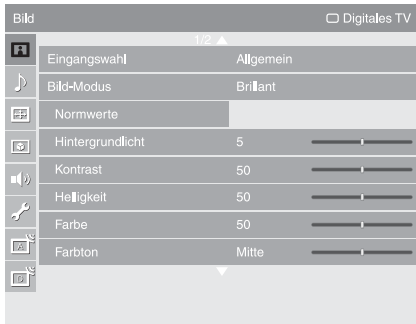 Bild Digitales TV
1/2
Eingangswahl Allgemein
Bild-Modus Brillant
Normwerte
Hintergrundlicht 5
Kontrast 50
Helligkeit 50
Farbe 50
Farbton Mitte
A
D